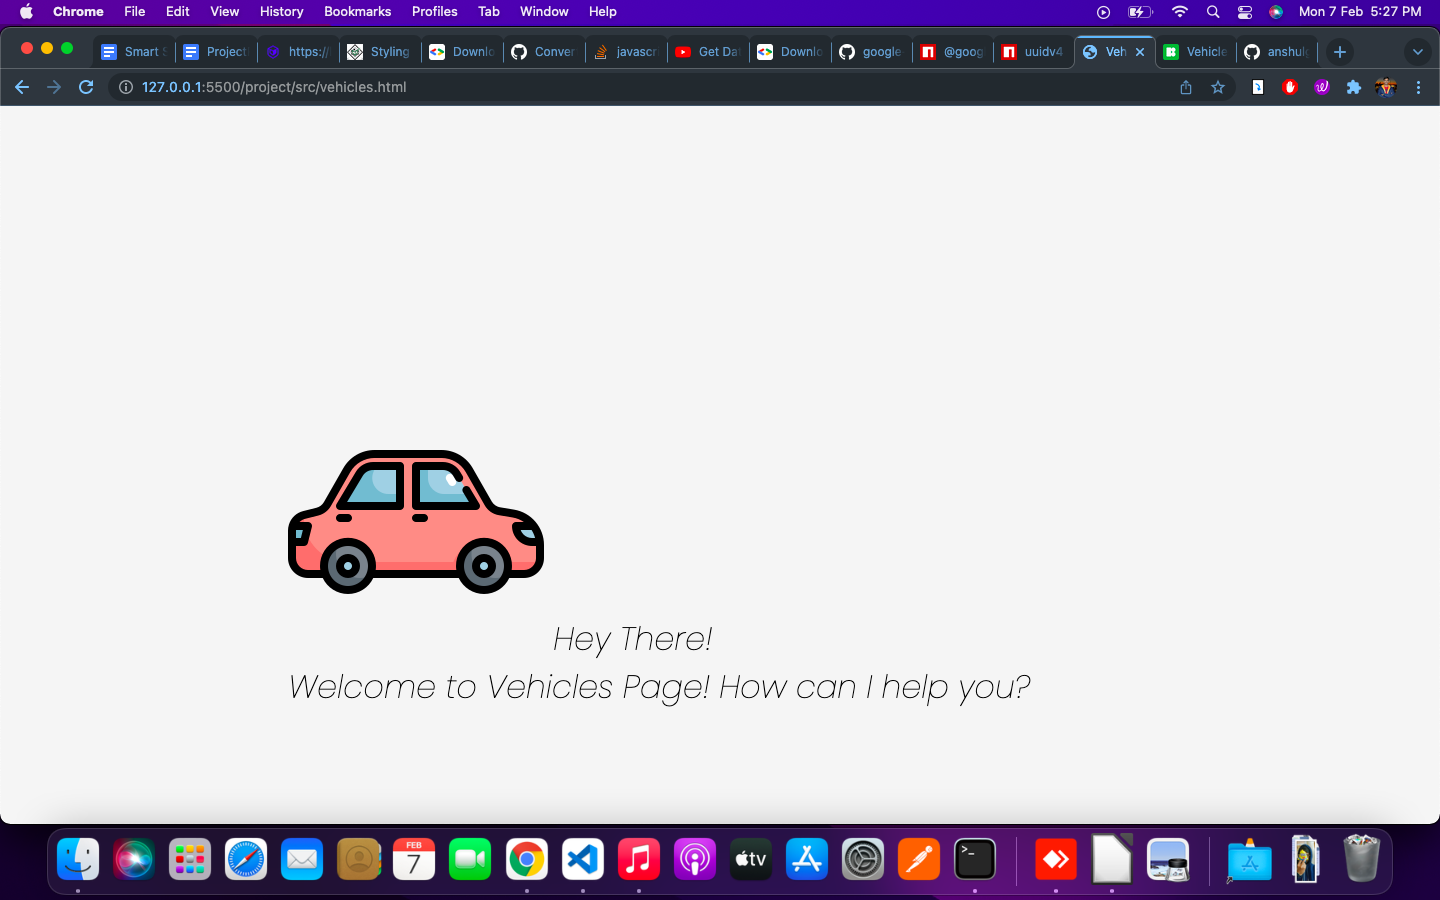 Chrome File Edit View History Bookmarks Profiles Tab Window Help Mon 7 Feb 5:27 PM
Smart Project https:// Styling Downlo Conver javascr Get Dat Downlo google- @goog uuidv4 Veh Vehicle anshul
127.0.0.1:5500/project/src/vehicles.html
Hey There!
Welcome to Vehicles Page! How can I help you?
FEB
7
tv
>_